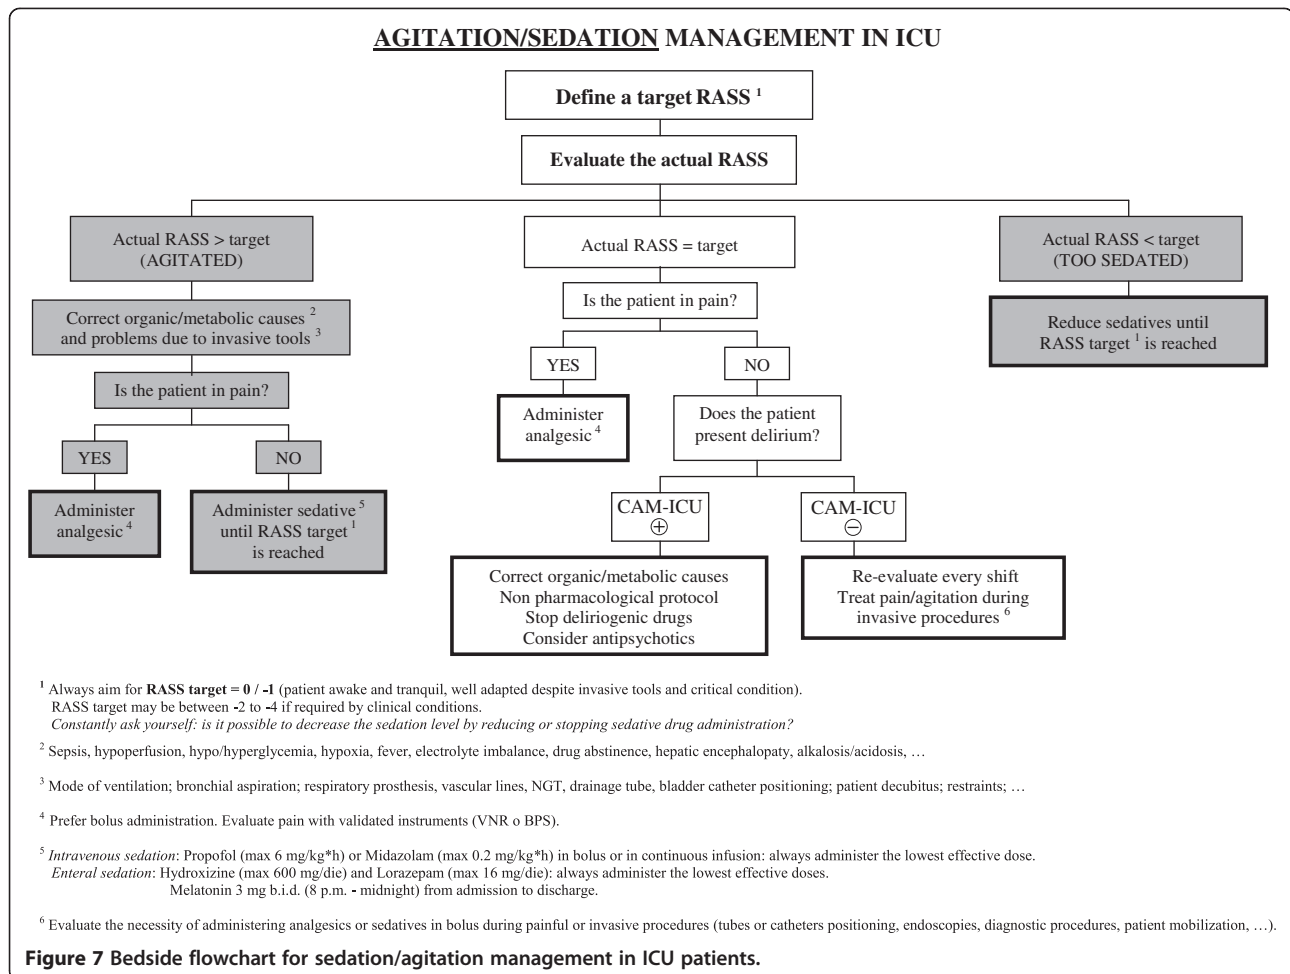 AGITATION/SEDATION MANAGEMENT IN ICU
Define a target RASS 1
Evaluate the actual RASS
Actual RASS > target
(AGITATED)
Correct organic/metabolic causes 2
and problems due to invasive tools 3
Is the patient in pain?
YES
NO
Administer
analgesic 4
Administer sedative 5
until RASS target 1
is reached
Actual RASS = target
Is the patient in pain?
YES
NO
Administer
analgesic 4
Does the patient
present delirium?
CAM-ICU
⊕
CAM-ICU
⊖
Correct organic/metabolic causes
Non pharmacological protocol
Stop deliriogenic drugs
Consider antipsychotics
Re-evaluate every shift
Treat pain/agitation during
invasive procedures 6
Actual RASS < target
(TOO SEDATED)
Reduce sedatives until
RASS target 1 is reached
1 Always aim for RASS target = 0 / -1 (patient awake and tranquil, well adapted despite invasive tools and critical condition).
RASS target may be between -2 to -4 if required by clinical conditions.
Constantly ask yourself: is it possible to decrease the sedation level by reducing or stopping sedative drug administration?
2 Sepsis, hypoperfusion, hypo/hyperglycemia, hypoxia, fever, electrolyte imbalance, drug abstinence, hepatic encephalopaty, alkalosis/acidosis, …
3 Mode of ventilation; bronchial aspiration; respiratory prosthesis, vascular lines, NGT, drainage tube, bladder catheter positioning; patient decubitus; restraints; …
4 Prefer bolus administration. Evaluate pain with validated instruments (VNR o BPS).
5 Intravenous sedation: Propofol (max 6 mg/kg*h) or Midazolam (max 0.2 mg/kg*h) in bolus or in continuous infusion: always administer the lowest effective dose.
Enteral sedation: Hydroxizine (max 600 mg/die) and Lorazepam (max 16 mg/die): always administer the lowest effective doses.
Melatonin 3 mg b.i.d. (8 p.m. - midnight) from admission to discharge.
6 Evaluate the necessity of administering analgesics or sedatives in bolus during painful or invasive procedures (tubes or catheters positioning, endoscopies, diagnostic procedures, patient mobilization, …).
Figure 7 Bedside flowchart for sedation/agitation management in ICU patients.